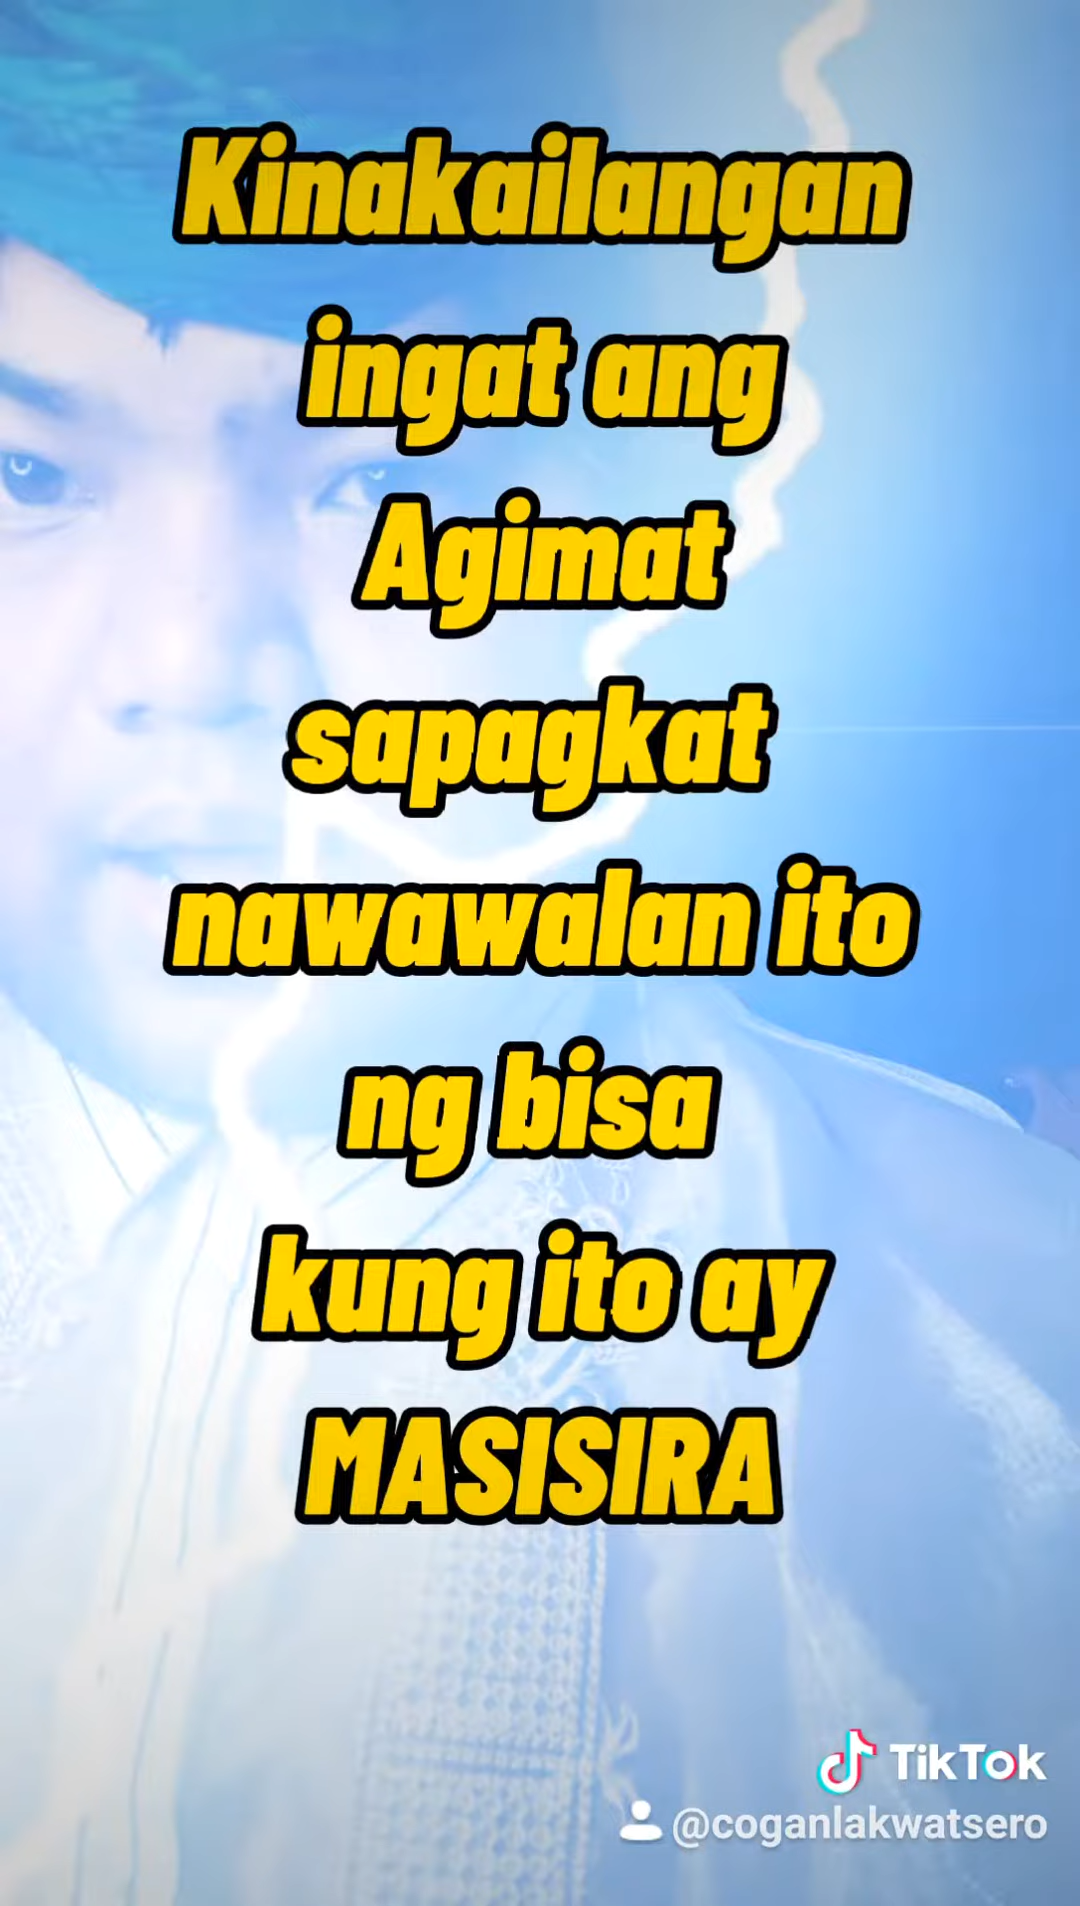 Kinakailangan
ingat ang
Agimat
sapagkat
nawawalan ito
ng bisa
kung ito ay
MASISIRA
TikTok
@coganlakwatsero